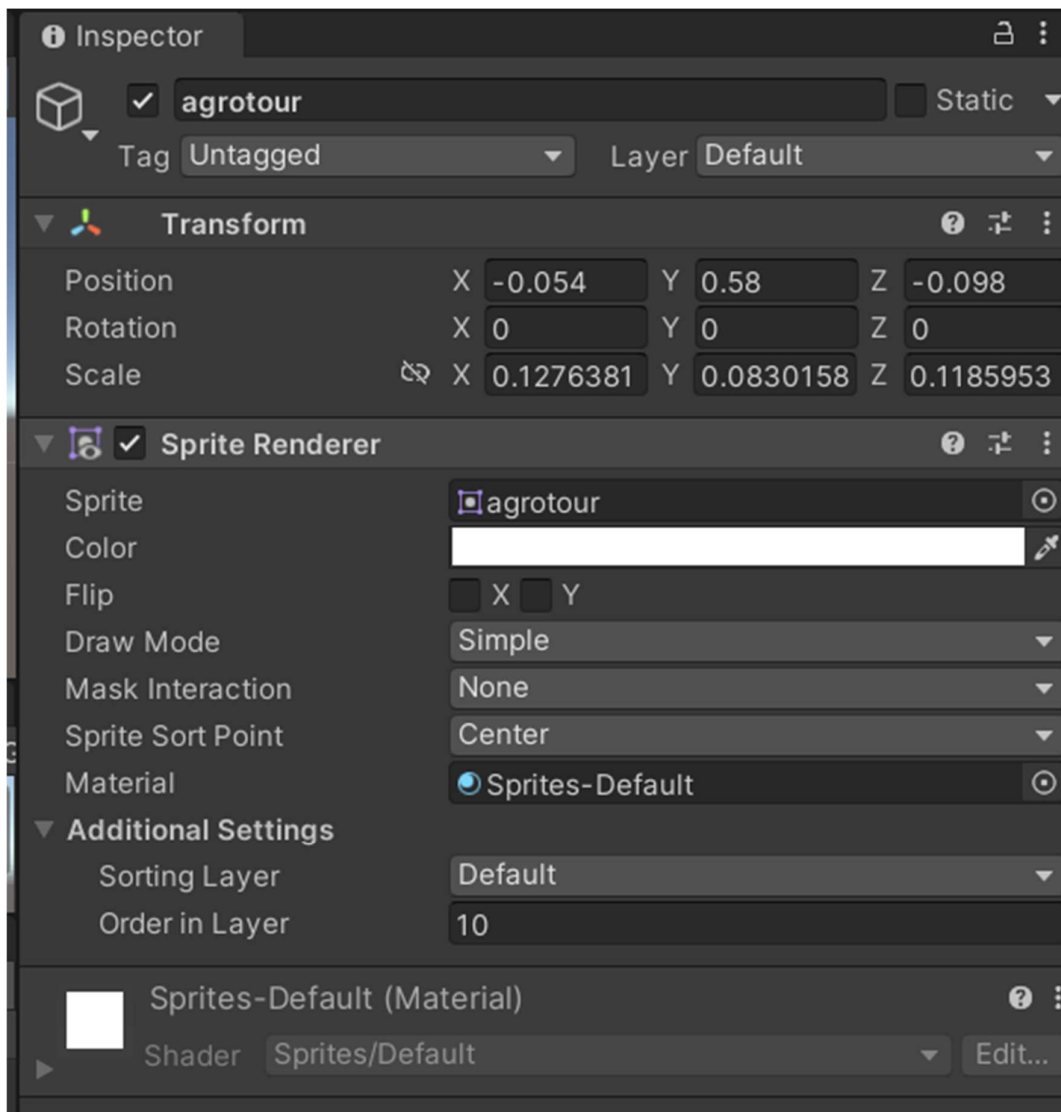 Inspector
agrotour Static
Tag Untagged Layer Default
Transform
Position X -0.054 Y 0.58 Z -0.098
Rotation X 0 Y 0 Z 0
Scale X 0.1276381 Y 0.0830158 Z 0.1185953
Sprite Renderer
Sprite agrotour
Color
Flip X Y
Draw Mode Simple
Mask Interaction None
Sprite Sort Point Center
Material Sprites-Default
Additional Settings
Sorting Layer Default
Order in Layer 10
Sprites-Default (Material)
Shader Sprites/Default Edit...